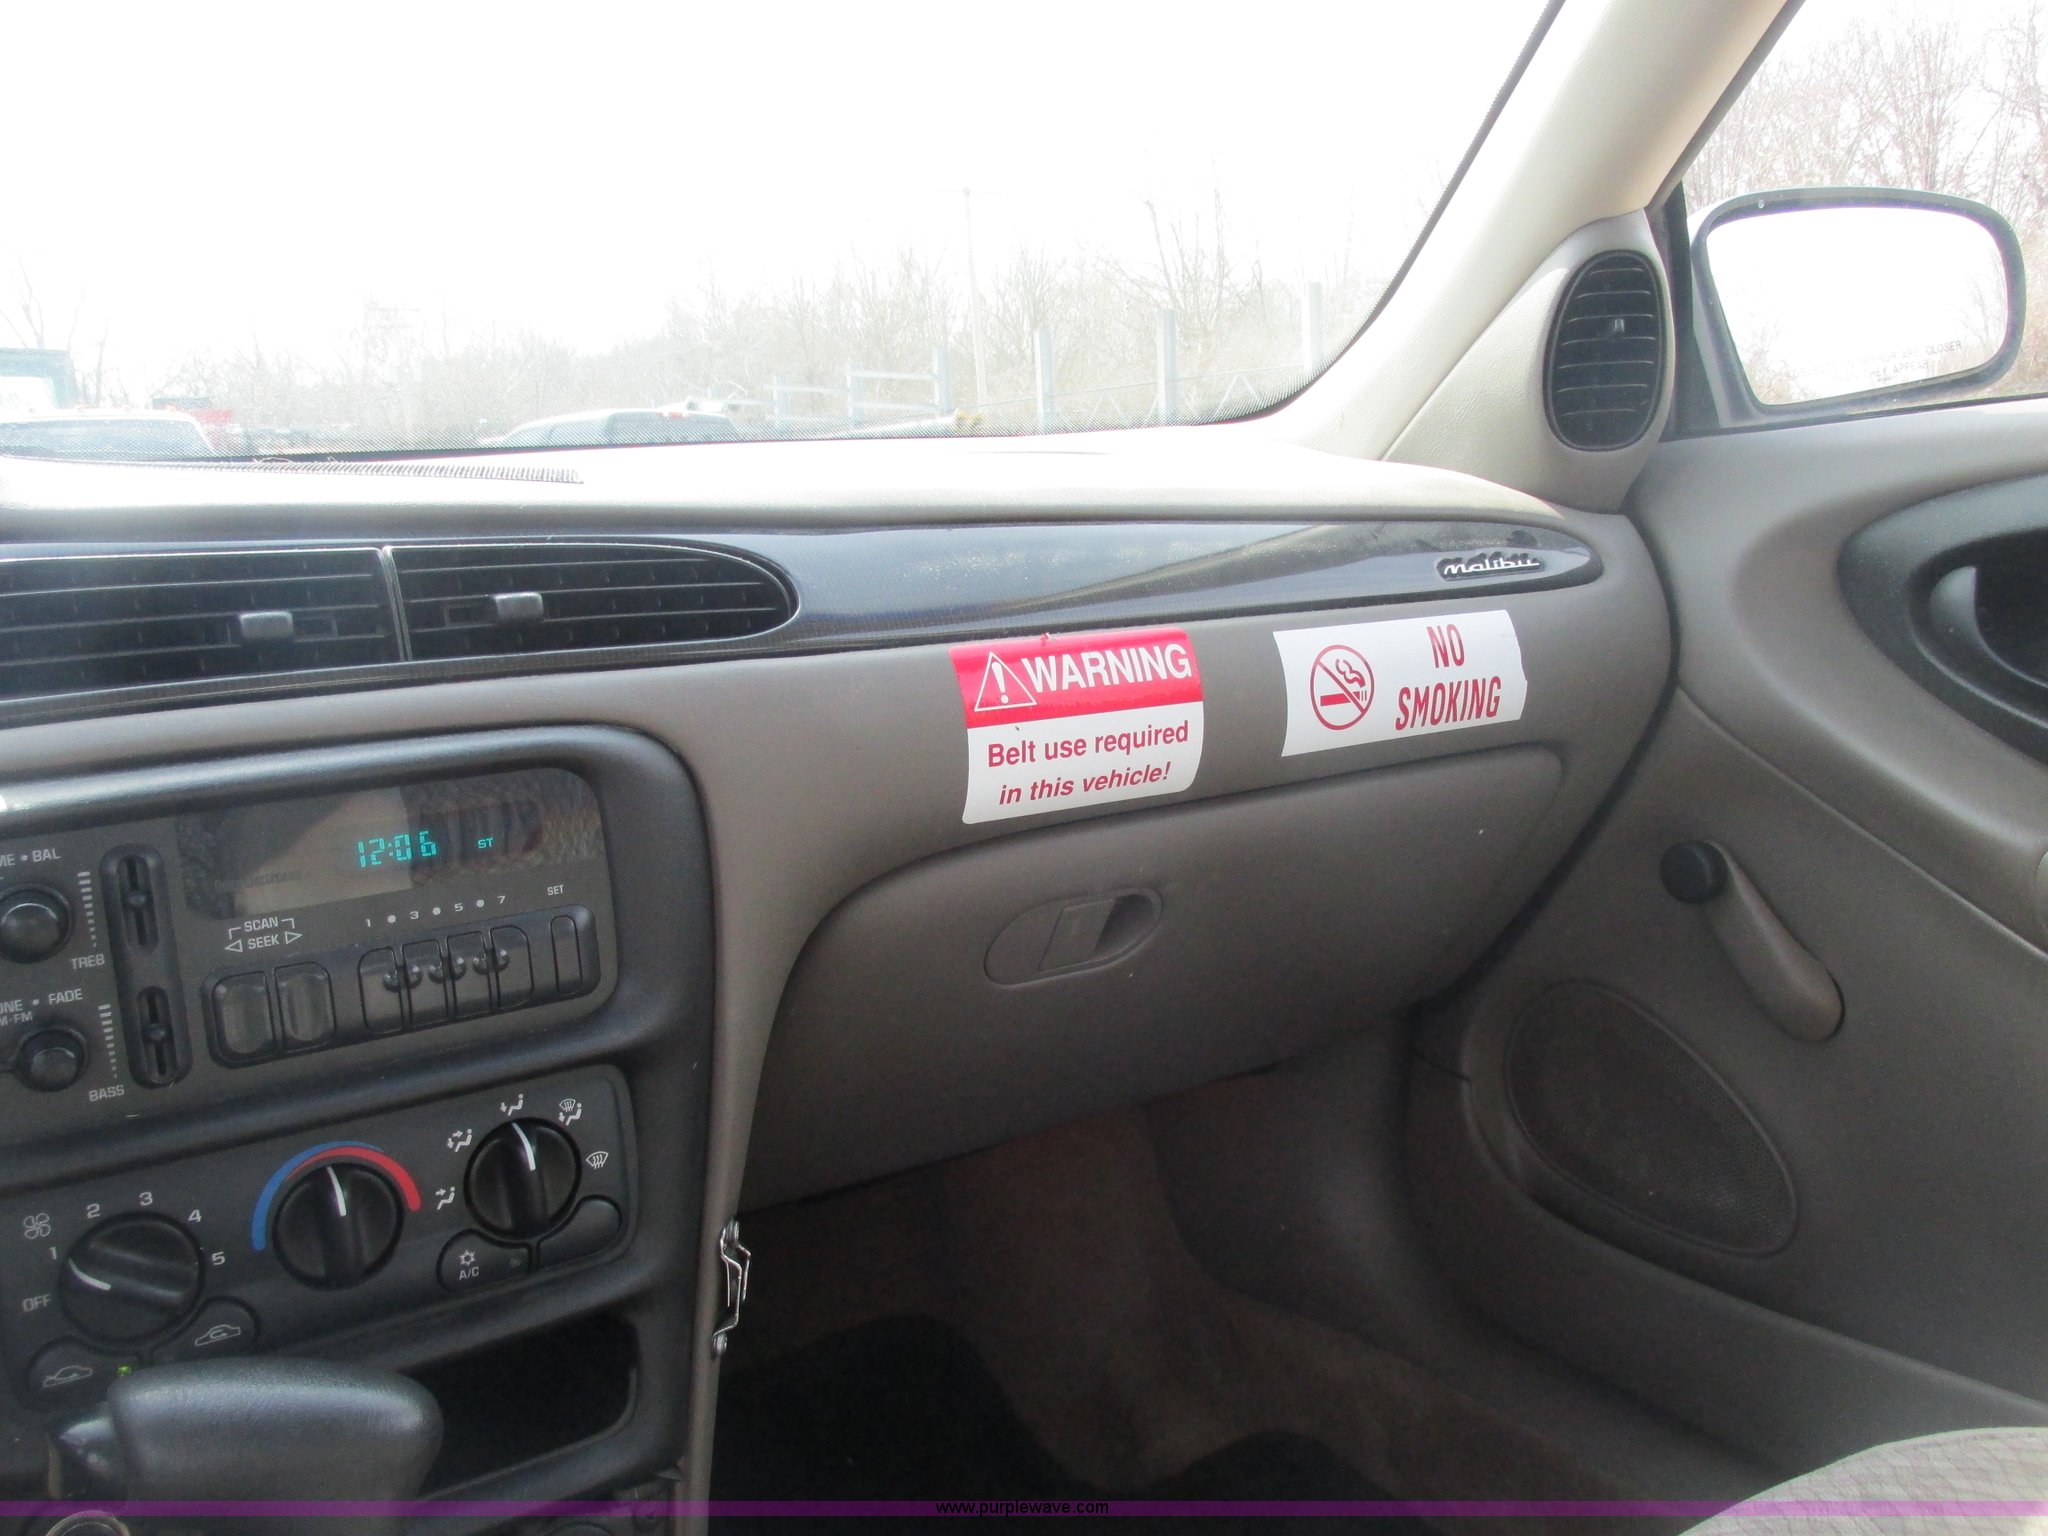 malibu
WARNING
Belt use required
in this vehicle!
NO
SMOKING
12:06 ST
BAL
TREB
FADE
BASS
SCAN
SEEK
1 3 5 7
SET
1 2 3 4 5
OFF
A/C
CLOSER
www.purplewave.com